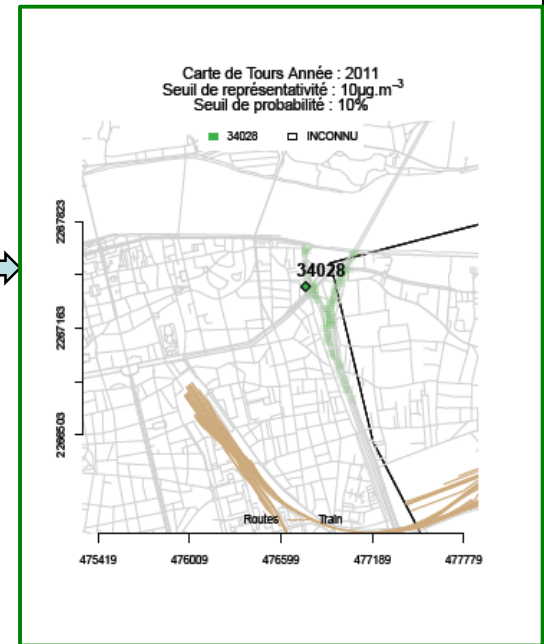 Carte de Tours Année : 2011
Seuil de représentativité : 10µg.m⁻³
Seuil de probabilité : 10%
34028 INCONNU
2267823
34028
2267163
2266503
Routes Train
475419 476009 476599 477189 477779